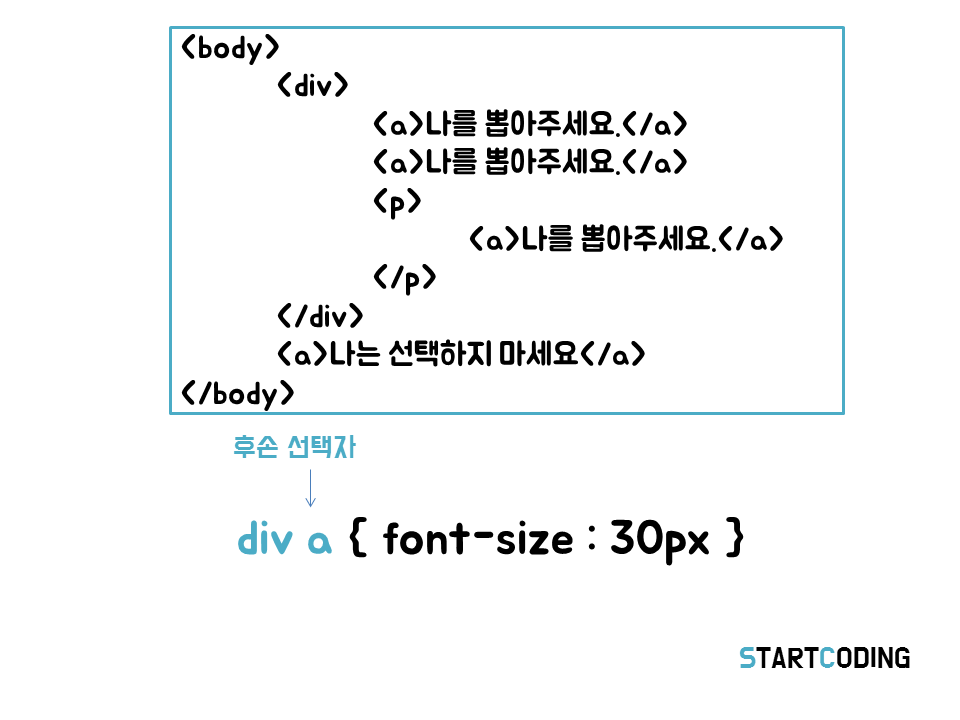 <body>
<div>
<a>나를 뽑아주세요.</a>
<a>나를 뽑아주세요.</a>
<p>
<a>나를 뽑아주세요.</a>
</p>
</div>
<a>나는 선택하지 마세요</a>
</body>
후손 선택자
div a { font-size : 30px }
STARTCODING